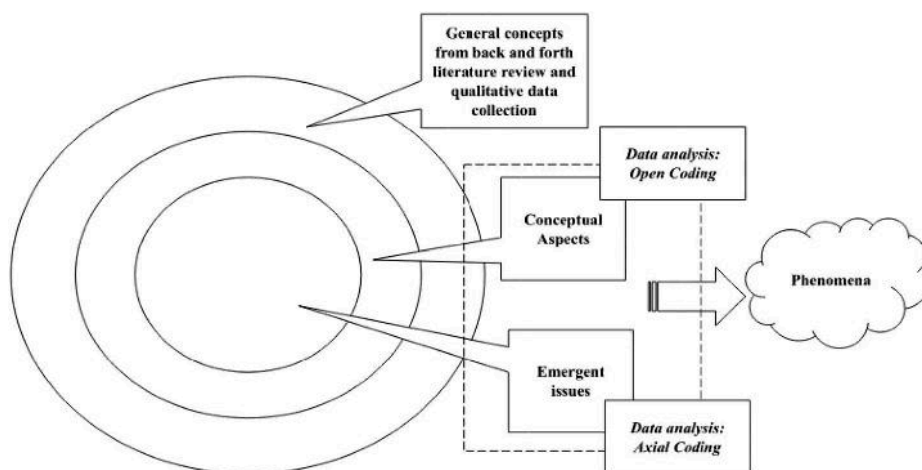 General concepts
from back and forth
literature review and
qualitative data
collection
Data analysis:
Open Coding
Conceptual
Aspects
Phenomena
Emergent
issues
Data analysis:
Axial Coding